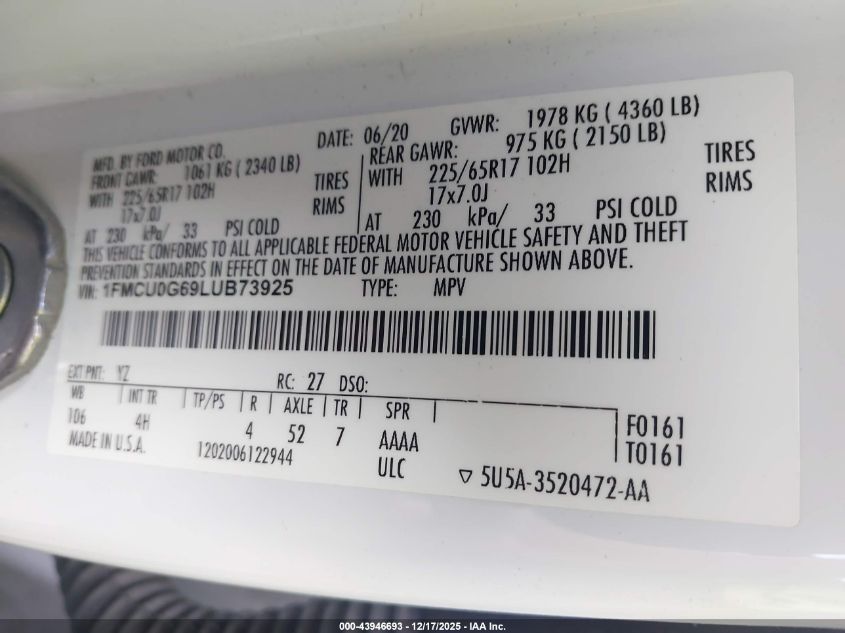 MFD. BY FORD MOTOR CO.
DATE: 06/20 GVWR: 1978 KG ( 4360 LB)
FRONT GAWR: 1061 KG ( 2340 LB) REAR GAWR: 975 KG ( 2150 LB)
WITH 225/65R17 102H TIRES WITH 225/65R17 102H TIRES
17x7.0J RIMS 17x7.0J RIMS
AT 230 kPa/ 33 PSI COLD AT 230 kPa/ 33 PSI COLD
THIS VEHICLE CONFORMS TO ALL APPLICABLE FEDERAL MOTOR VEHICLE SAFETY AND THEFT
PREVENTION STANDARDS IN EFFECT ON THE DATE OF MANUFACTURE SHOWN ABOVE.
VIN: 1FMCU0G69LUB73925 TYPE: MPV
EXT PNT: YZ RC: 27 DSO:
WB INT TR TP/PS R AXLE TR SPR
106 4H 4 52 7 AAAA F0161
MADE IN U.S.A. 1202006122944 ULC T0161
5U5A-3520472-AA
000-43946693 / 12/17/2025 - IAA Inc.